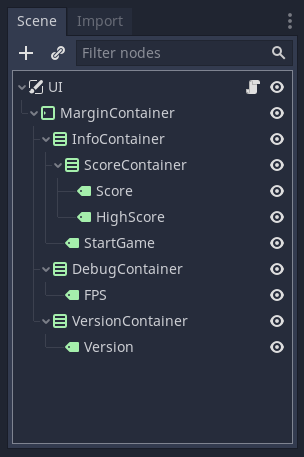 Scene
Import
Filter nodes
UI
MarginContainer
InfoContainer
ScoreContainer
Score
HighScore
StartGame
DebugContainer
FPS
VersionContainer
Version